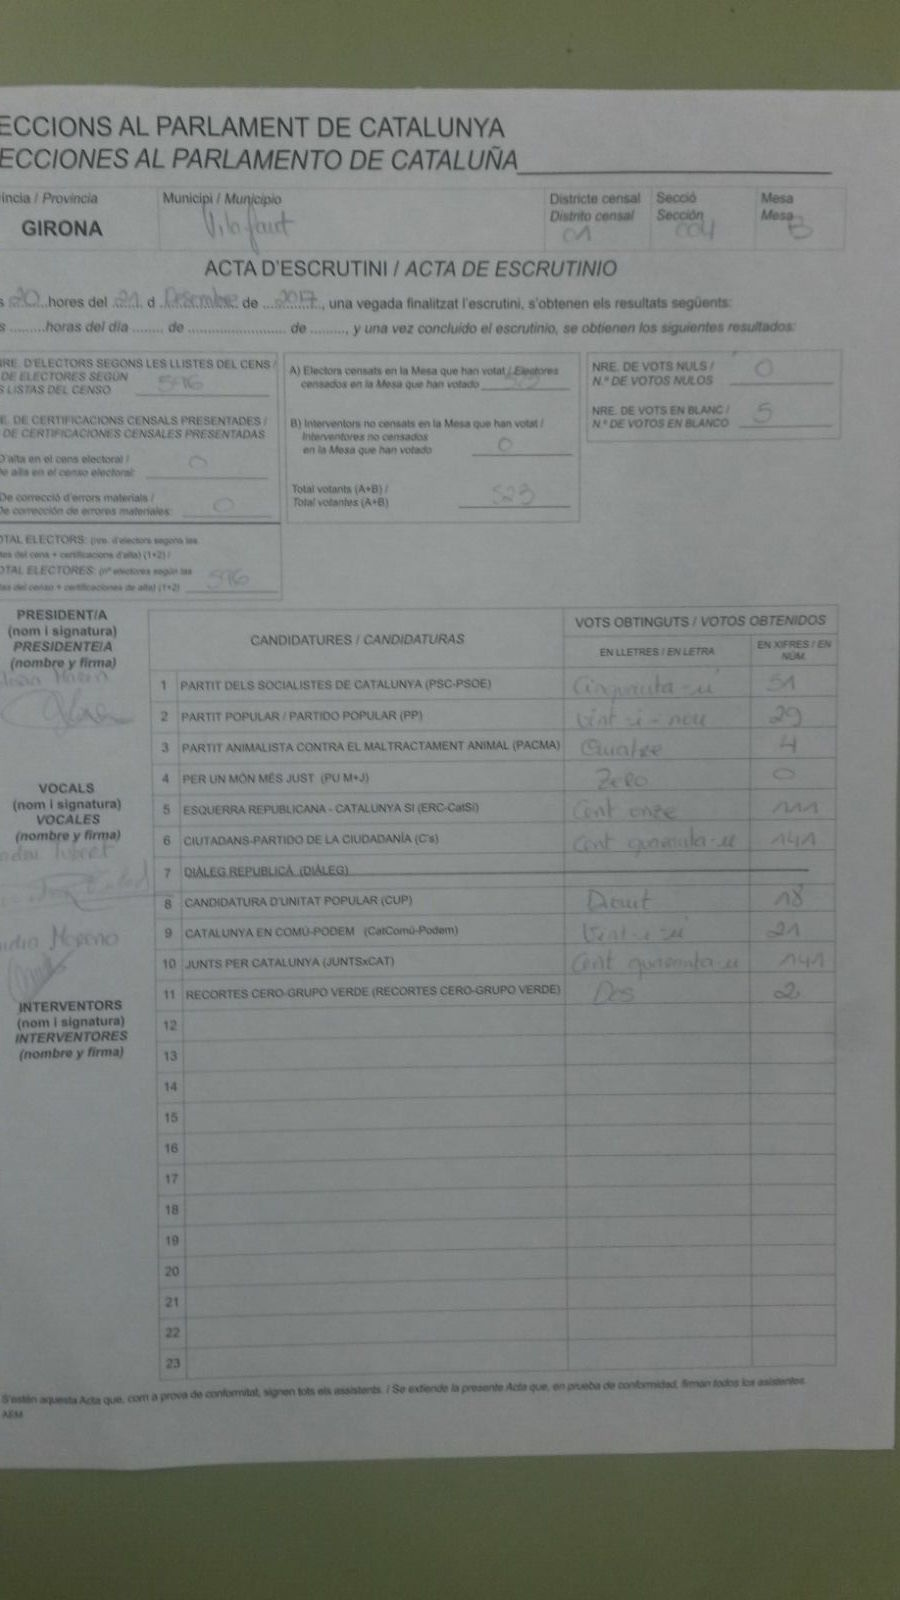 ECCIONS AL PARLAMENT DE CATALUNYA
ECCIONES AL PARLAMENTO DE CATALUÑA
íncia / Provincia
GIRONA
Municipi / Municipio
Vilafant
Districte censal
Distrito censal
01
Secció
Sección
004
Mesa
Mesa
B
ACTA D'ESCRUTINI / ACTA DE ESCRUTINIO
s 20 hores del 21 d Desembre de 2017, una vegada finalitzat l'escrutini, s'obtenen els resultats següents:
s ......... horas del día ........ de ........................ de ........., y una vez concluido el escrutinio, se obtienen los siguientes resultados:
NRE. D'ELECTORS SEGONS LES LLISTES DEL CENS /
DE ELECTORES SEGÚN
S LISTAS DEL CENSO 596
E. DE CERTIFICACIONS CENSALS PRESENTADES /
DE CERTIFICACIONES CENSALES PRESENTADAS
D'alta en el cens electoral /
e alta en el censo electoral: 0
De correcció d'errors materials /
De corrección de errores materiales: 0
OTAL ELECTORS: (nre. d'electors segons les
tes del cens + certificacions d'alta) (1+2) /
OTAL ELECTORES: (nº electores según las
tas del censo + certificaciones de alta) (1+2) 596
A) Electors censats en la Mesa que han votat / Electores
censados en la Mesa que han votado
B) Interventors no censats en la Mesa que han votat /
Interventores no censados
en la Mesa que han votado 0
Total votants (A+B) /
Total votantes (A+B) 523
NRE. DE VOTS NULS /
N.º DE VOTOS NULOS 0
NRE. DE VOTS EN BLANC /
N.º DE VOTOS EN BLANCO 5
PRESIDENT/A
(nom i signatura)
PRESIDENTE/A
(nombre y firma)
VOCALS
(nom i signatura)
VOCALES
(nombre y firma)
Moreno
INTERVENTORS
(nom i signatura)
INTERVENTORES
(nombre y firma)
CANDIDATURES / CANDIDATURAS
VOTS OBTINGUTS / VOTOS OBTENIDOS
EN LLETRES / EN LETRA
EN XIFRES / EN
NÚM.
1 PARTIT DELS SOCIALISTES DE CATALUNYA (PSC-PSOE) Cinquanta-u 51
2 PARTIT POPULAR / PARTIDO POPULAR (PP) Vint-i-nou 29
3 PARTIT ANIMALISTA CONTRA EL MALTRACTAMENT ANIMAL (PACMA) Quatre 4
4 PER UN MÓN MÉS JUST (PU M+J) Zero 0
5 ESQUERRA REPUBLICANA - CATALUNYA SÍ (ERC-CatSí) Cent onze 111
6 CIUTADANS-PARTIDO DE LA CIUDADANÍA (C's) Cent quaranta-u 141
7 DIÀLEG REPUBLICÀ (DIÀLEG)
8 CANDIDATURA D'UNITAT POPULAR (CUP) Divuit 18
9 CATALUNYA EN COMÚ-PODEM (CatComú-Podem) Vint-i-u 21
10 JUNTS PER CATALUNYA (JUNTSxCAT) Cent quaranta-u 141
11 RECORTES CERO-GRUPO VERDE (RECORTES CERO-GRUPO VERDE) Dos 2
12
13
14
15
16
17
18
19
20
21
22
23
S'estén aquesta Acta que, com a prova de conformitat, signen tots els assistents. / Se extiende la presente Acta que, en prueba de conformidad, firman todos los asistentes.
AEM